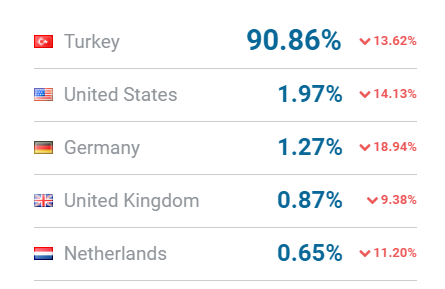 Turkey 90.86% 13.62%
United States 1.97% 14.13%
Germany 1.27% 18.94%
United Kingdom 0.87% 9.38%
Netherlands 0.65% 11.20%